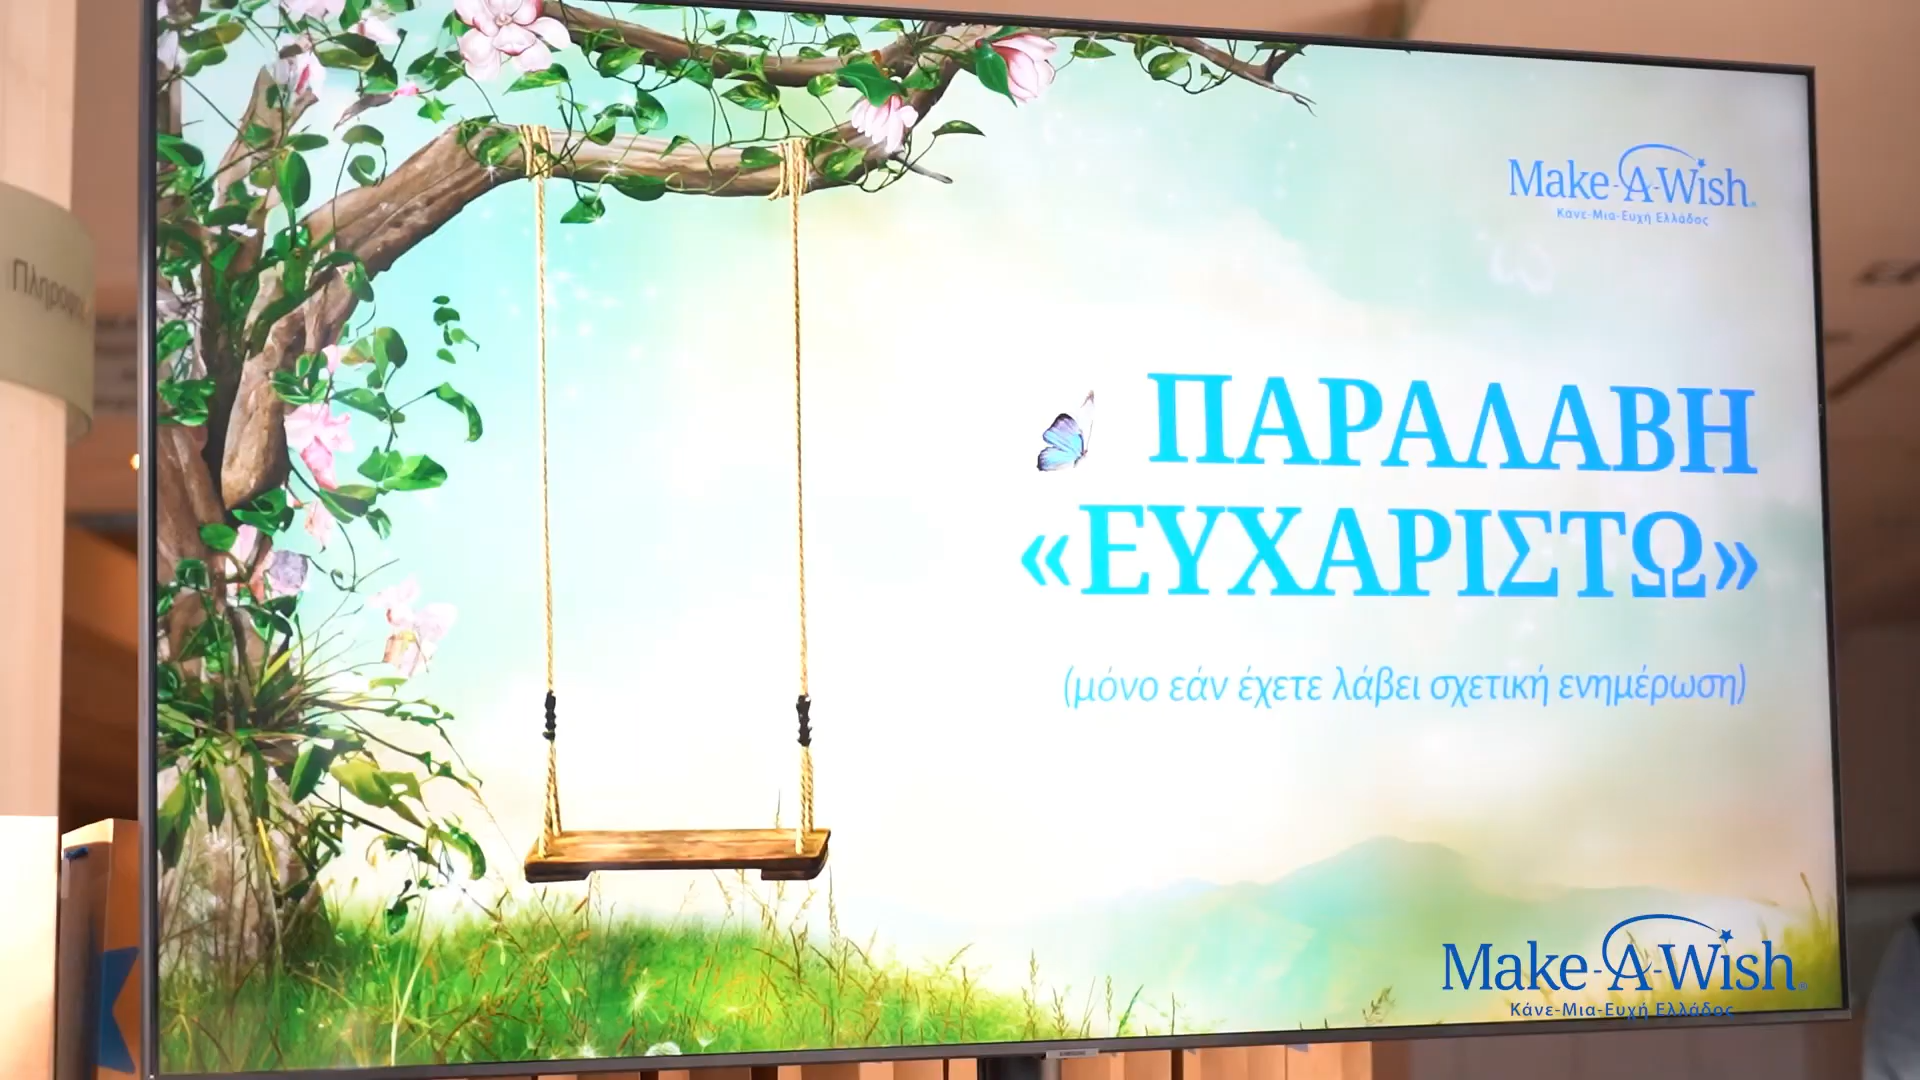 Make-A-Wish
Κάνε-Μια-Ευχή Ελλάδος
ΠΑΡΑΛΑΒΗ
«ΕΥΧΑΡΙΣΤΩ»
(μόνο εάν έχετε λάβει σχετική ενημέρωση)
Make-A-Wish
Κάνε-Μια-Ευχή Ελλάδος
SAMSUNG